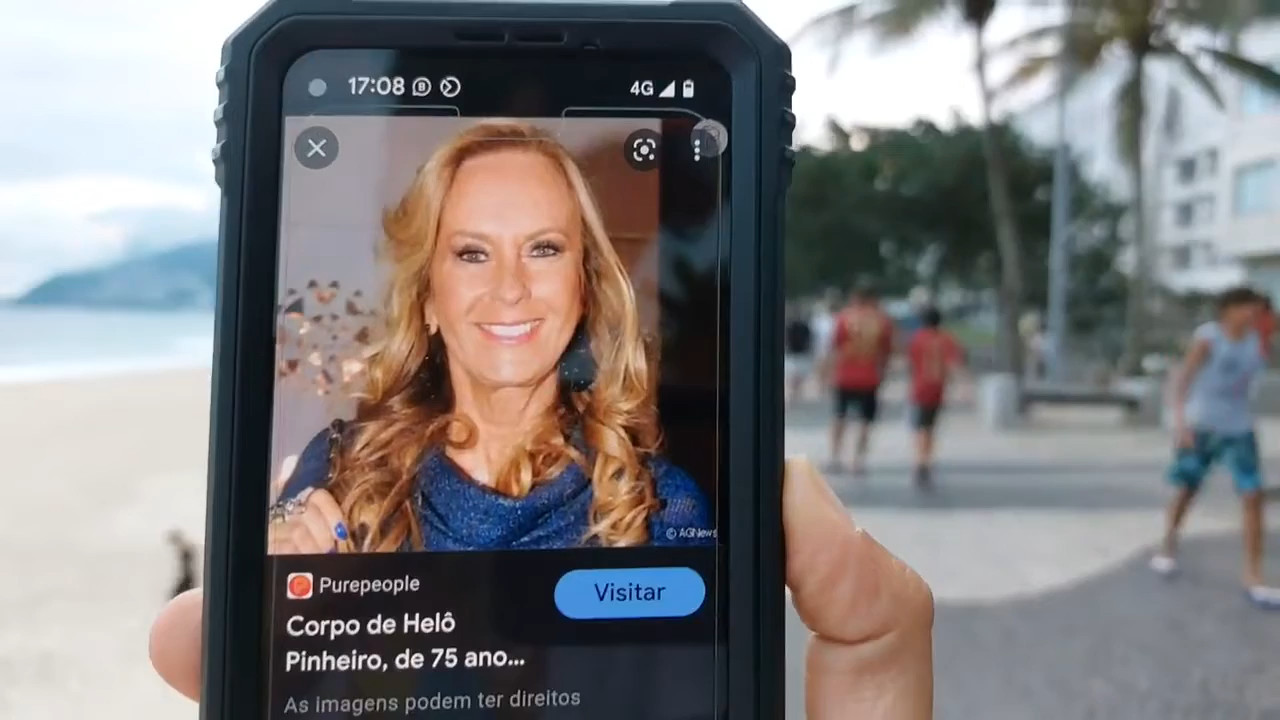 17:08
4G
© AGNews
Purepeople
Visitar
Corpo de Helô
Pinheiro, de 75 ano...
As imagens podem ter direitos